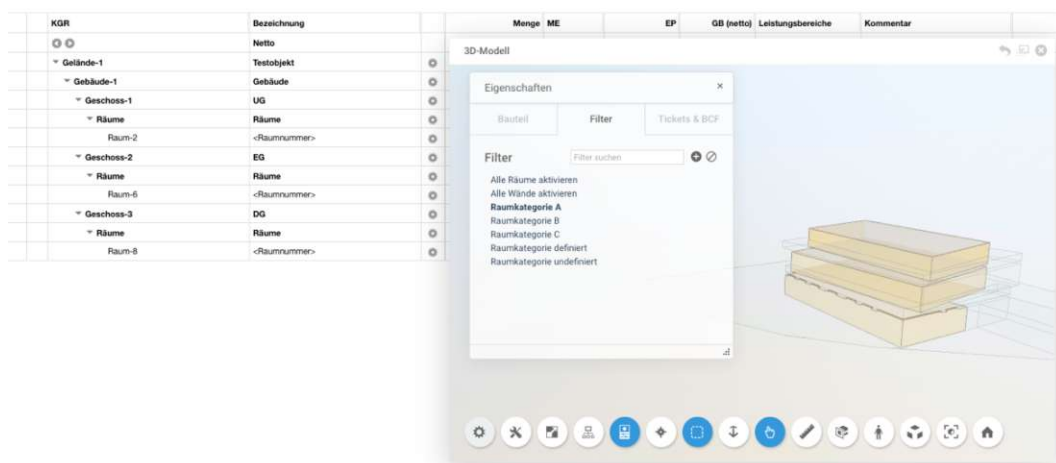 KGR Bezeichnung Menge ME EP GB (netto) Leistungsbereiche Kommentar
Netto
Gelände-1 Testobjekt
Gebäude-1 Gebäude
Geschoss-1 UG
Räume Räume
Raum-2 <Raumnummer>
Geschoss-2 EG
Räume Räume
Raum-6 <Raumnummer>
Geschoss-3 DG
Räume Räume
Raum-8 <Raumnummer>
3D-Modell
Eigenschaften
Bauteil Filter Tickets & BCF
Filter Filter suchen
Alle Räume aktivieren
Alle Wände aktivieren
Raumkategorie A
Raumkategorie B
Raumkategorie C
Raumkategorie definiert
Raumkategorie undefiniert